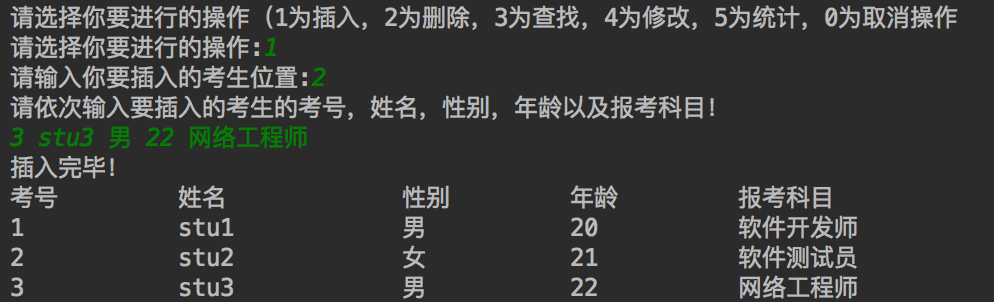 请选择你要进行的操作（1为插入，2为删除，3为查找，4为修改，5为统计，0为取消操作
请选择你要进行的操作:1
请输入你要插入的考生位置:2
请依次输入要插入的考生的考号，姓名，性别，年龄以及报考科目!
3 stu3 男 22 网络工程师
插入完毕!
考号 姓名 性别 年龄 报考科目
1 stu1 男 20 软件开发师
2 stu2 女 21 软件测试员
3 stu3 男 22 网络工程师